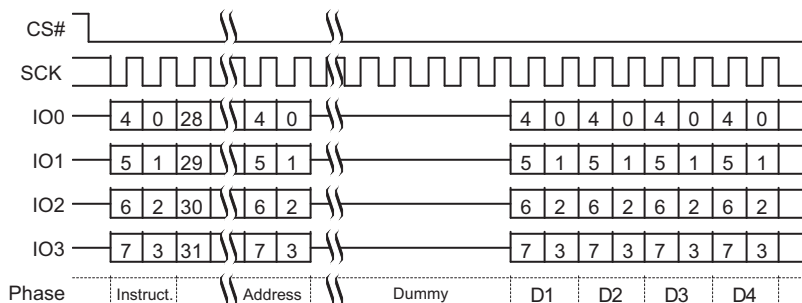 CS#
SCK
IO0 4 0 28 4 0 4 0 4 0 4 0 4 0
IO1 5 1 29 5 1 5 1 5 1 5 1 5 1
IO2 6 2 30 6 2 6 2 6 2 6 2 6 2
IO3 7 3 31 7 3 7 3 7 3 7 3 7 3
Phase Instruct. Address Dummy D1 D2 D3 D4